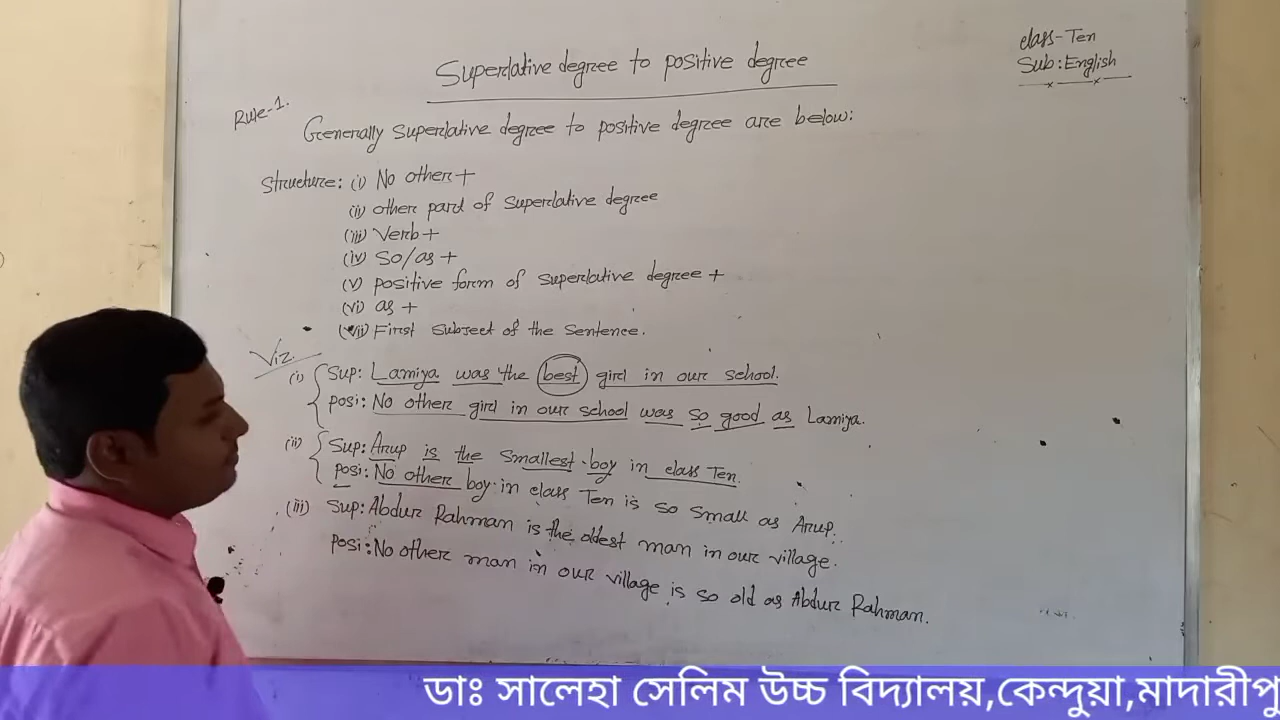 class-Ten
Sub:English
Superlative degree to positive degree
Rule-1.
Generally superlative degree to positive degree are below:
Structure: (i) No other +
(ii) other part of superlative degree
(iii) Verb +
(iv) so/as +
(v) positive form of superlative degree +
(vi) as +
(vii) First subject of the sentence.
Viz.
(i) Sup: Lamiya was the best girl in our school.
posi: No other girl in our school was so good as Lamiya.
(ii) Sup: Arup is the smallest boy in class Ten.
posi: No other boy in class Ten is so small as Arup.
(iii) Sup: Abdur Rahman is the oldest man in our village.
posi: No other man in our village is so old as Abdur Rahman.
ডাঃ সালেহা সেলিম উচ্চ বিদ্যালয়,কেন্দুয়া,মাদারীপু